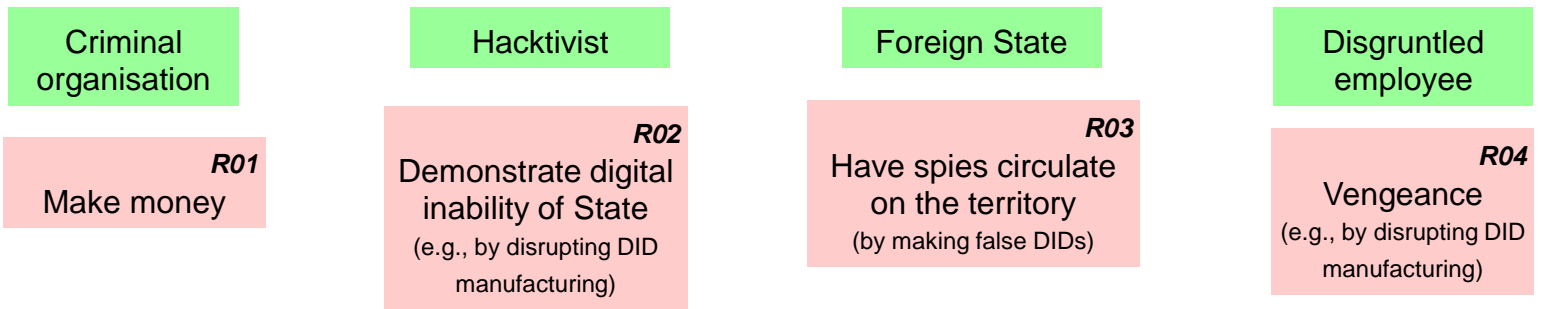 Criminal
organisation
R01
Make money
Hacktivist
R02
Demonstrate digital
inability of State
(e.g., by disrupting DID
manufacturing)
Foreign State
R03
Have spies circulate
on the territory
(by making false DIDs)
Disgruntled
employee
R04
Vengeance
(e.g., by disrupting DID
manufacturing)